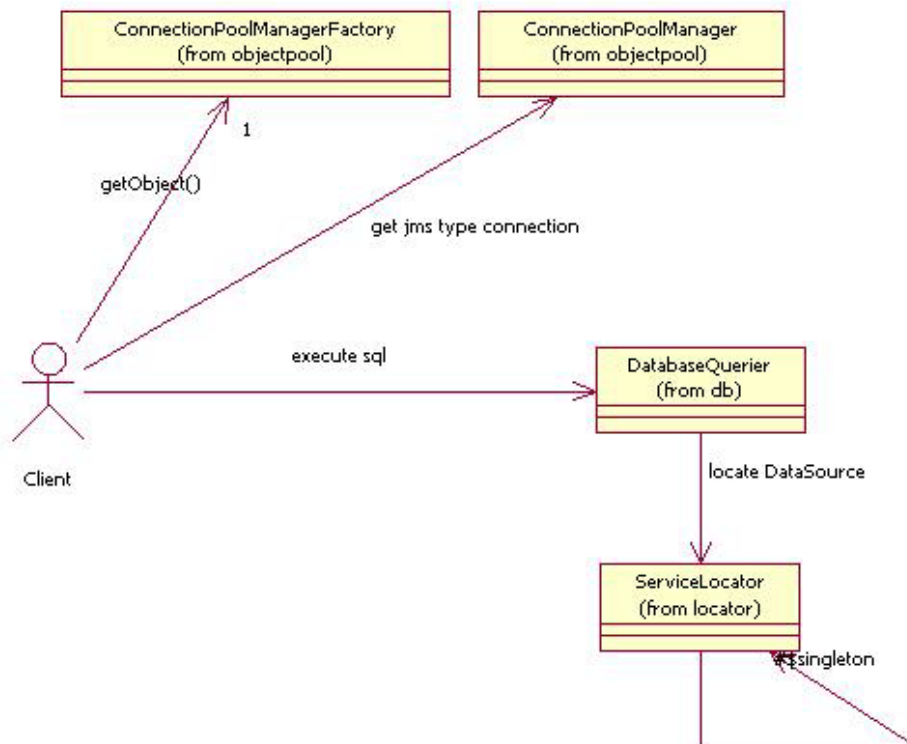 ConnectionPoolManagerFactory
(from objectpool)
ConnectionPoolManager
(from objectpool)
1
getObject()
get jms type connection
execute sql
DatabaseQuerier
(from db)
Client
locate DataSource
ServiceLocator
(from locator)
#$singleton